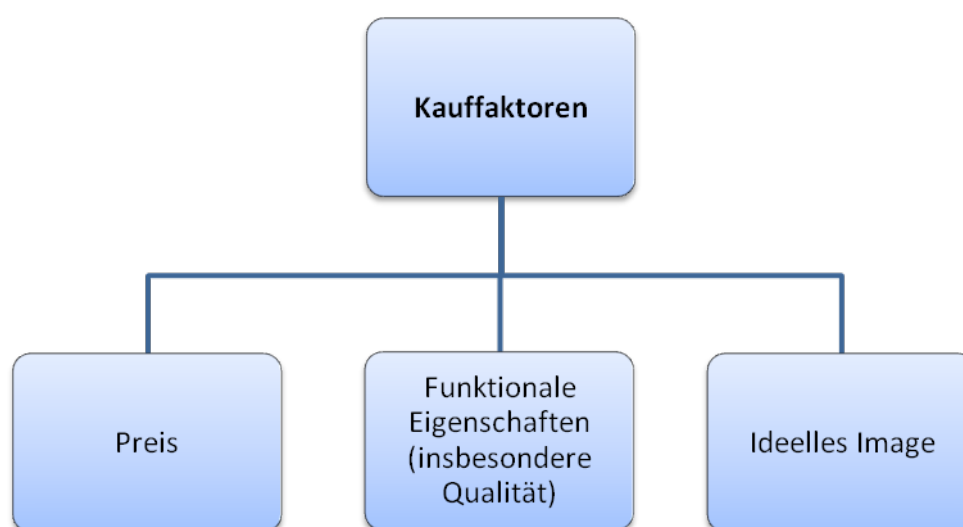 Kauffaktoren
Preis
Funktionale
Eigenschaften
(insbesondere
Qualität)
Ideelles Image